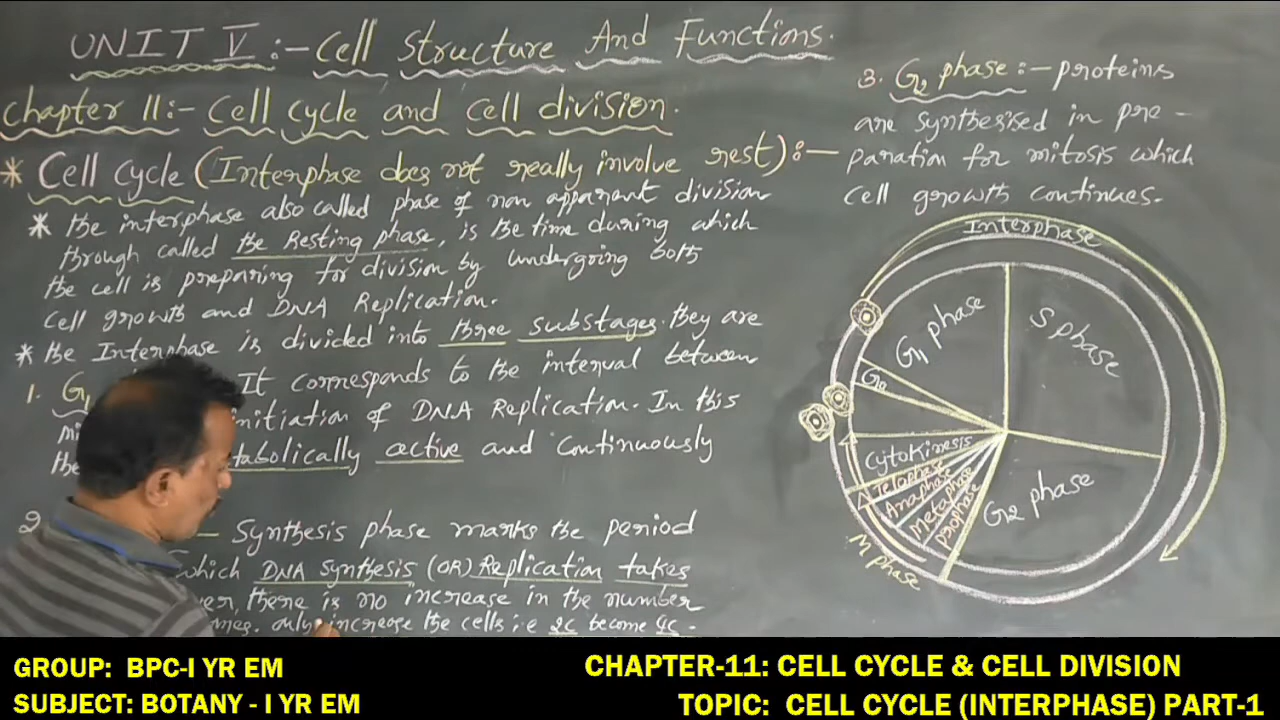 UNIT V :- Cell Structure And Functions.
chapter 11:- Cell cycle and cell division.
* Cell cycle (Interphase does not really involve rest) :-
* the interphase also called phase of non apparant division
through called the Resting phase, is the time during which
the cell is preparing for division by undergoing both
cell growth and DNA Replication.
* the Interphase is divided into three substages. they are
1. G1 It corresponds to the interval between
initiation of DNA Replication. In this
the tabolically active and continuously
2 - Synthesis phase marks the period
which DNA synthesis (OR) Replication takes
ver, there is no increase in the number
mes. only increase the cells i.e 2C become 4C.
3. G2 phase :- proteins
are synthesised in pre -
paration for mitosis which
cell growth continues.
Interphase
G1 phase
S phase
G0
Cytokinesis
Telophase
Anaphase
Metaphase
prophase
G2 phase
M phase
GROUP: BPC-I YR EM
SUBJECT: BOTANY - I YR EM
CHAPTER-11: CELL CYCLE & CELL DIVISION
TOPIC: CELL CYCLE (INTERPHASE) PART-1